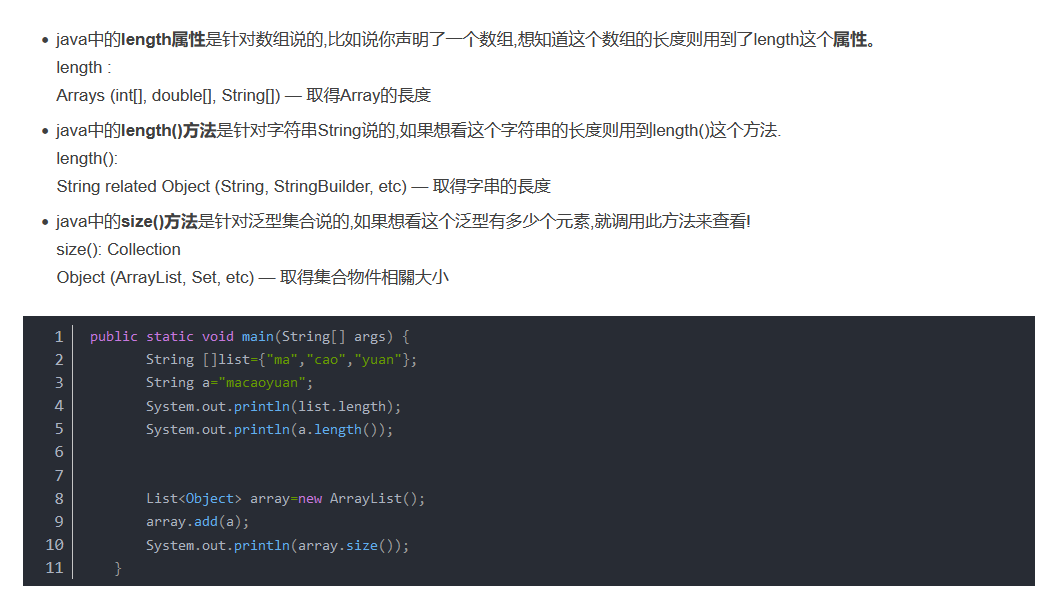 java中的length属性是针对数组说的,比如说你声明了一个数组,想知道这个数组的长度则用到了length这个属性。
length :
Arrays (int[], double[], String[]) — 取得Array的長度
java中的length()方法是针对字符串String说的,如果想看这个字符串的长度则用到length()这个方法.
length():
String related Object (String, StringBuilder, etc) — 取得字串的長度
java中的size()方法是针对泛型集合说的,如果想看这个泛型有多少个元素,就调用此方法来查看!
size(): Collection
Object (ArrayList, Set, etc) — 取得集合物件相關大小
1 public static void main(String[] args) {
2 String []list={"ma","cao","yuan"};
3 String a="macaoyuan";
4 System.out.println(list.length);
5 System.out.println(a.length());
6
7
8 List<Object> array=new ArrayList();
9 array.add(a);
10 System.out.println(array.size());
11 }